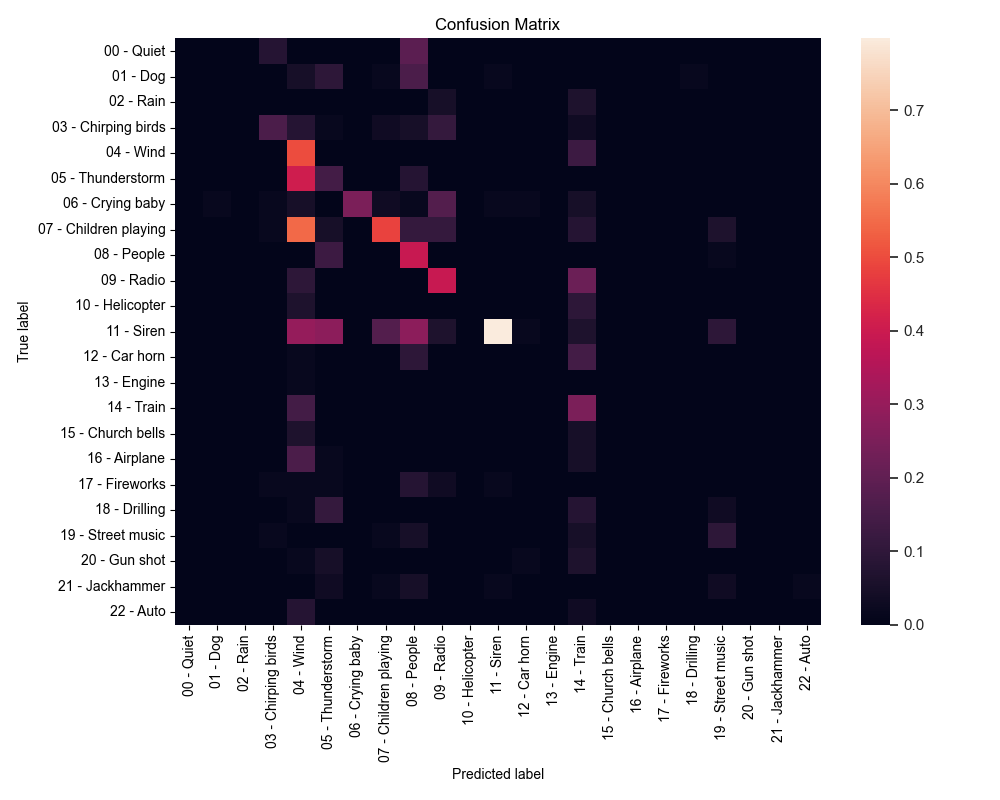 Confusion Matrix
00 - Quiet
01 - Dog
02 - Rain
03 - Chirping birds
04 - Wind
05 - Thunderstorm
06 - Crying baby
07 - Children playing
08 - People
09 - Radio
10 - Helicopter
11 - Siren
12 - Car horn
13 - Engine
14 - Train
15 - Church bells
16 - Airplane
17 - Fireworks
18 - Drilling
19 - Street music
20 - Gun shot
21 - Jackhammer
22 - Auto
True label
00 - Quiet
01 - Dog
02 - Rain
03 - Chirping birds
04 - Wind
05 - Thunderstorm
06 - Crying baby
07 - Children playing
08 - People
09 - Radio
10 - Helicopter
11 - Siren
12 - Car horn
13 - Engine
14 - Train
15 - Church bells
16 - Airplane
17 - Fireworks
18 - Drilling
19 - Street music
20 - Gun shot
21 - Jackhammer
22 - Auto
Predicted label
0.7
0.6
0.5
0.4
0.3
0.2
0.1
0.0